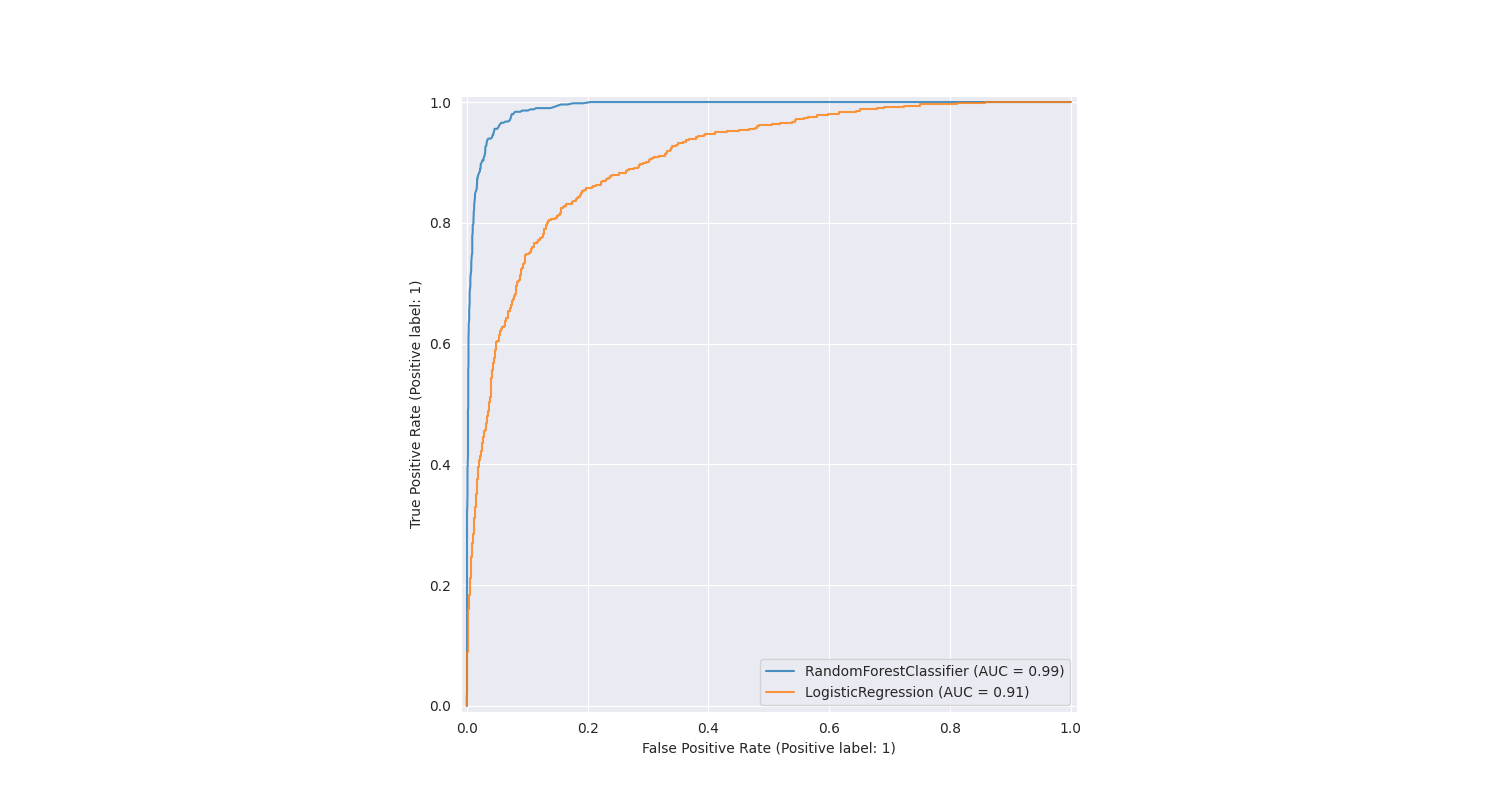 1.0
0.8
0.6
0.4
0.2
0.0
True Positive Rate (Positive label: 1)
RandomForestClassifier (AUC = 0.99)
LogisticRegression (AUC = 0.91)
0.0 0.2 0.4 0.6 0.8 1.0
False Positive Rate (Positive label: 1)